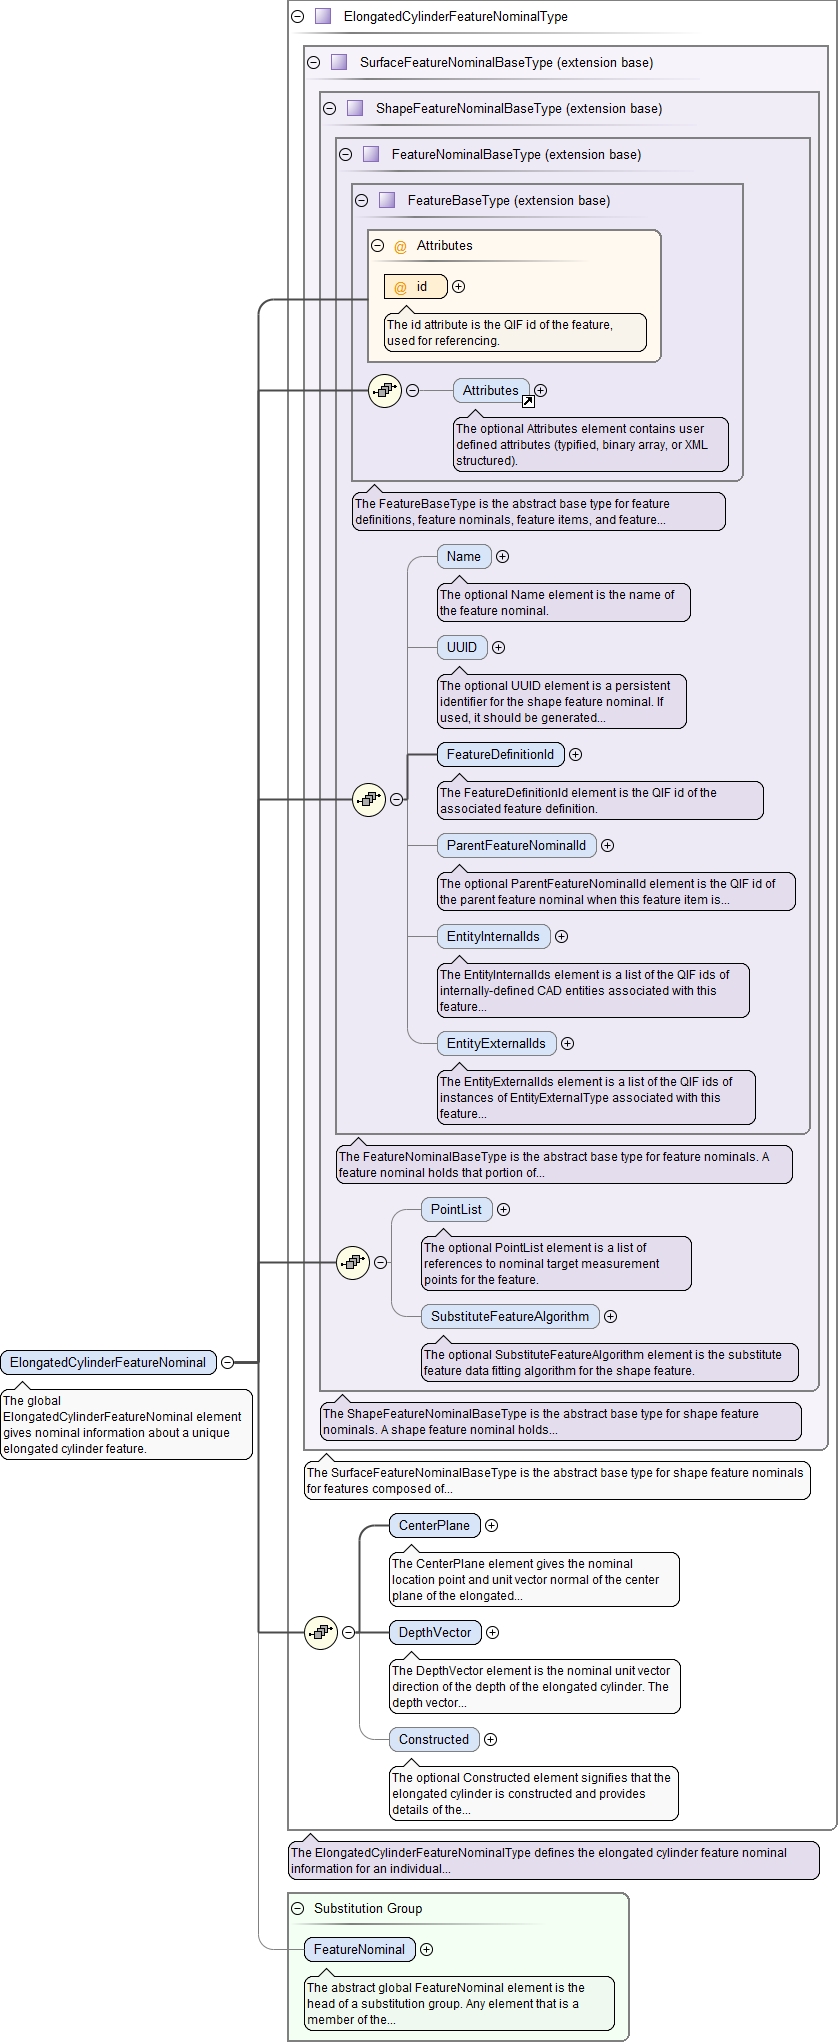 ElongatedCylinderFeatureNominalType
SurfaceFeatureNominalBaseType (extension base)
ShapeFeatureNominalBaseType (extension base)
FeatureNominalBaseType (extension base)
FeatureBaseType (extension base)
@ Attributes
@ id
The id attribute is the QIF id of the feature,
used for referencing.
Attributes
The optional Attributes element contains user
defined attributes (typified, binary array, or XML
structured).
The FeatureBaseType is the abstract base type for feature
definitions, feature nominals, feature items, and feature...
Name
The optional Name element is the name of
the feature nominal.
UUID
The optional UUID element is a persistent
identifier for the shape feature nominal. If
used, it should be generated...
FeatureDefinitionId
The FeatureDefinitionId element is the QIF id of the
associated feature definition.
ParentFeatureNominalId
The optional ParentFeatureNominalId element is the QIF id of
the parent feature nominal when this feature item is...
EntityInternalIds
The EntityInternalIds element is a list of the QIF ids of
internally-defined CAD entities associated with this
feature...
EntityExternalIds
The EntityExternalIds element is a list of the QIF ids of
instances of EntityExternalType associated with this
feature...
The FeatureNominalBaseType is the abstract base type for feature nominals. A
feature nominal holds that portion of...
PointList
The optional PointList element is a list of
references to nominal target measurement
points for the feature.
SubstituteFeatureAlgorithm
The optional SubstituteFeatureAlgorithm element is the substitute
feature data fitting algorithm for the shape feature.
ElongatedCylinderFeatureNominal
The global
ElongatedCylinderFeatureNominal element
gives nominal information about a unique
elongated cylinder feature.
The ShapeFeatureNominalBaseType is the abstract base type for shape feature
nominals. A shape feature nominal holds...
The SurfaceFeatureNominalBaseType is the abstract base type for shape feature nominals
for features composed of...
CenterPlane
The CenterPlane element gives the nominal
location point and unit vector normal of the center
plane of the elongated...
DepthVector
The DepthVector element is the nominal unit vector
direction of the depth of the elongated cylinder. The
depth vector...
Constructed
The optional Constructed element signifies that the
elongated cylinder is constructed and provides
details of the...
The ElongatedCylinderFeatureNominalType defines the elongated cylinder feature nominal
information for an individual...
Substitution Group
FeatureNominal
The abstract global FeatureNominal element is the
head of a substitution group. Any element that is a
member of the...